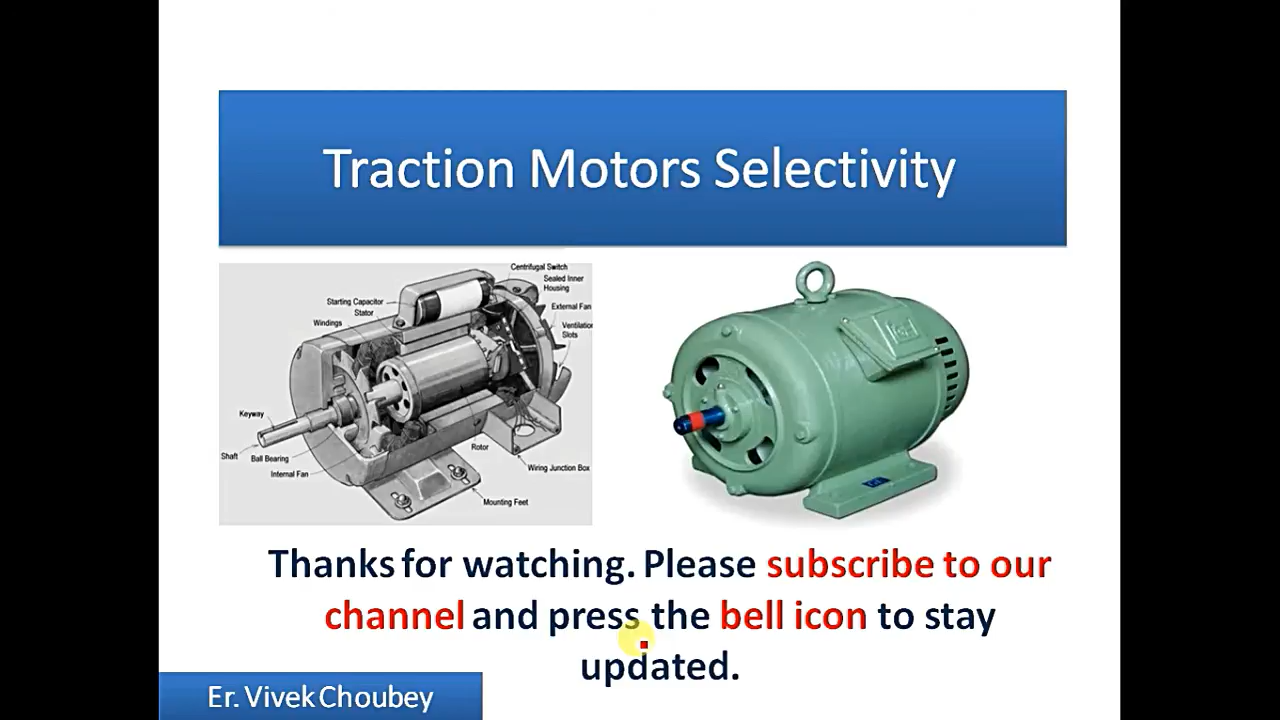 Traction Motors Selectivity
Centrifugal Switch
Sealed Inner
Housing
External Fan
Ventilation
Slots
Starting Capacitor
Stator
Windings
Keyway
Shaft
Ball Bearing
Internal Fan
Rotor
Wiring Junction Box
Mounting Feet
Thanks for watching. Please subscribe to our
channel and press the bell icon to stay
updated.
Er. Vivek Choubey